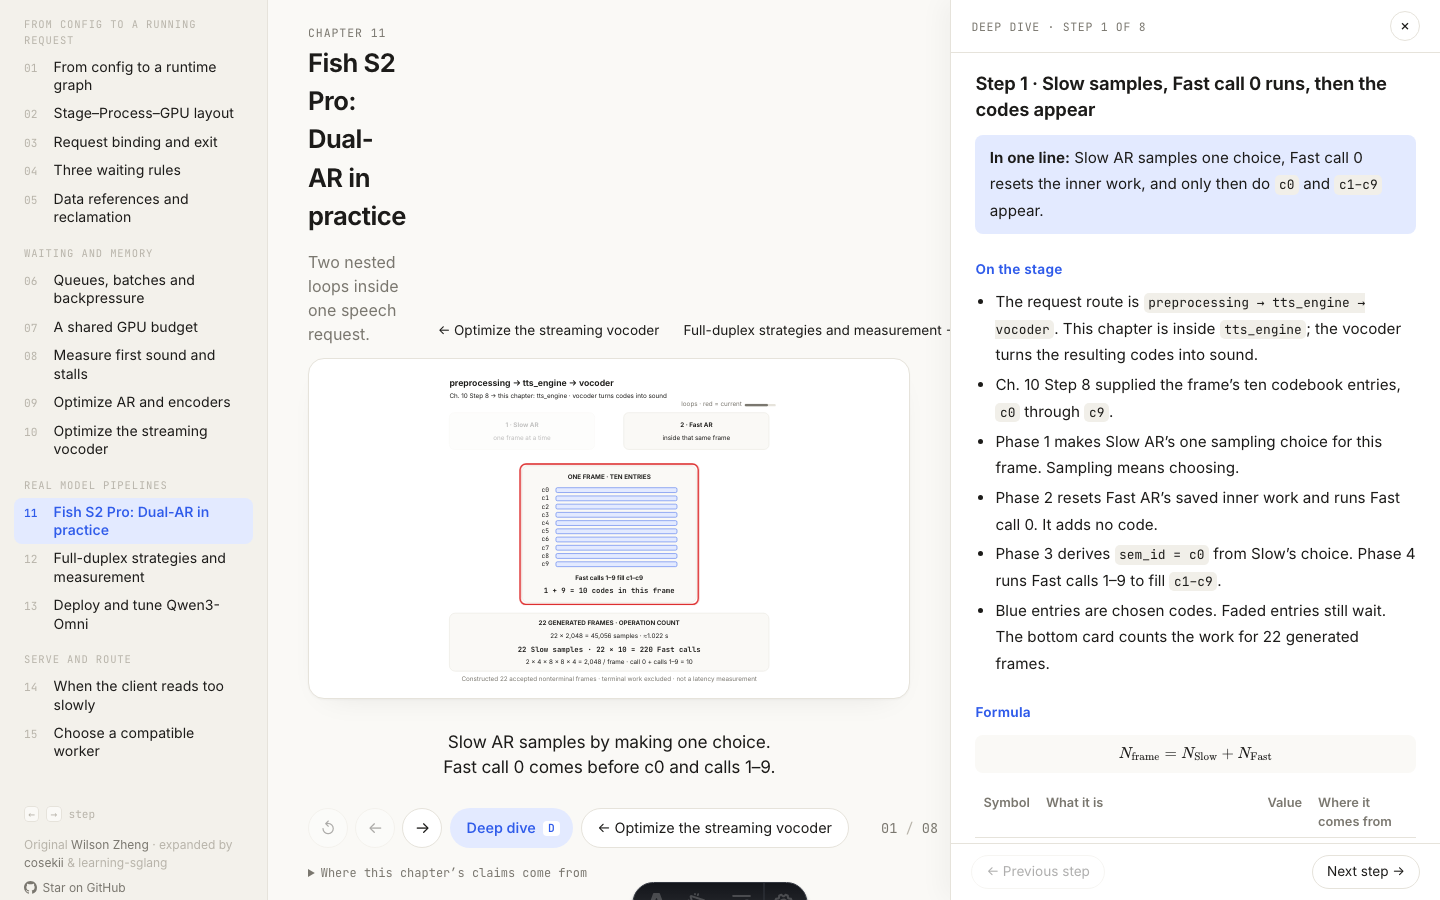 FROM CONFIG TO A RUNNING
REQUEST
01 From config to a runtime
graph
02 Stage–Process–GPU layout
03 Request binding and exit
04 Three waiting rules
05 Data references and
reclamation
WAITING AND MEMORY
06 Queues, batches and
backpressure
07 A shared GPU budget
08 Measure first sound and
stalls
09 Optimize AR and encoders
10 Optimize the streaming
vocoder
REAL MODEL PIPELINES
11 Fish S2 Pro: Dual-AR in
practice
12 Full-duplex strategies and
measurement
13 Deploy and tune Qwen3-
Omni
SERVE AND ROUTE
14 When the client reads too
slowly
15 Choose a compatible
worker
← → step
Original Wilson Zheng · expanded by
cosekii & learning-sglang
Star on GitHub
CHAPTER 11
Fish S2
Pro:
Dual-
AR in
practice
Two nested
loops inside
one speech
request.
← Optimize the streaming vocoder
Full-duplex strategies and measurement
preprocessing → tts_engine → vocoder
Ch. 10 Step 8 → this chapter: tts_engine · vocoder turns codes into sound
loops · red = current
1 · Slow AR
one frame at a time
2 · Fast AR
inside that same frame
ONE FRAME · TEN ENTRIES
c0
c1
c2
c3
c4
c5
c6
c7
c8
c9
Fast calls 1–9 fill c1–c9
1 + 9 = 10 codes in this frame
22 GENERATED FRAMES · OPERATION COUNT
22 × 2,048 = 45,056 samples · ≈1.022 s
22 Slow samples · 22 × 10 = 220 Fast calls
2 × 4 × 8 × 8 × 4 = 2,048 / frame · call 0 + calls 1–9 = 10
Constructed 22 accepted nonterminal frames · terminal work excluded · not a latency measurement
Slow AR samples by making one choice.
Fast call 0 comes before c0 and calls 1–9.
← → Deep dive D ← Optimize the streaming vocoder 01 / 08
▶ Where this chapter's claims come from
DEEP DIVE · STEP 1 OF 8
×
Step 1 · Slow samples, Fast call 0 runs, then the
codes appear
In one line: Slow AR samples one choice, Fast call 0
resets the inner work, and only then do c0 and c1–c9
appear.
On the stage
• The request route is preprocessing → tts_engine →
vocoder. This chapter is inside tts_engine; the vocoder
turns the resulting codes into sound.
• Ch. 10 Step 8 supplied the frame's ten codebook entries,
c0 through c9.
• Phase 1 makes Slow AR's one sampling choice for this
frame. Sampling means choosing.
• Phase 2 resets Fast AR's saved inner work and runs Fast
call 0. It adds no code.
• Phase 3 derives sem_id = c0 from Slow's choice. Phase 4
runs Fast calls 1–9 to fill c1–c9.
• Blue entries are chosen codes. Faded entries still wait.
The bottom card counts the work for 22 generated
frames.
Formula
N_frame = N_Slow + N_Fast
Symbol What it is Value Where it
comes from
← Previous step
Next step →